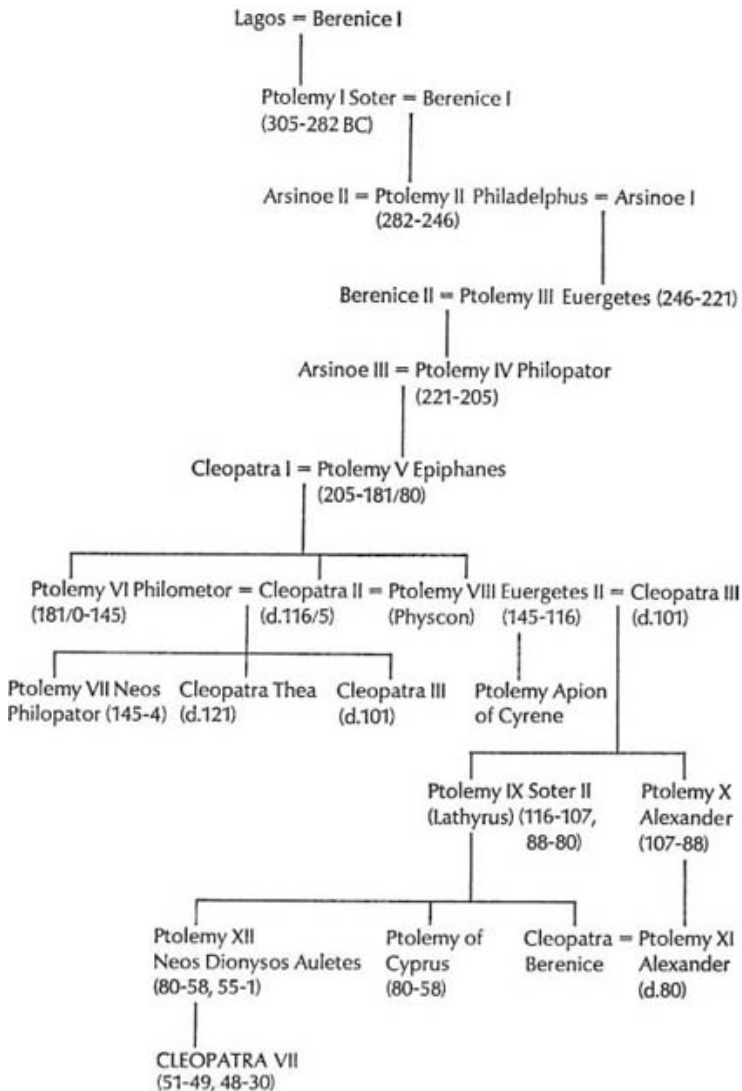 Lagos = Berenice I
Ptolemy I Soter = Berenice I
(305-282 BC)
Arsinoe II = Ptolemy II Philadelphus = Arsinoe I
(282-246)
Berenice II = Ptolemy III Euergetes (246-221)
Arsinoe III = Ptolemy IV Philopator
(221-205)
Cleopatra I = Ptolemy V Epiphanes
(205-181/80)
Ptolemy VI Philometor = Cleopatra II = Ptolemy VIII Euergetes II = Cleopatra III
(181/0-145) (d.116/5) (Physcon) (145-116) (d.101)
Ptolemy VII Neos Cleopatra Thea Cleopatra III Ptolemy Apion
Philopator (145-4) (d.121) (d.101) of Cyrene
Ptolemy IX Soter II Ptolemy X
(Lathyrus) (116-107, Alexander
88-80) (107-88)
Ptolemy XII Ptolemy of Cleopatra = Ptolemy XI
Neos Dionysos Auletes Cyprus Berenice Alexander
(80-58, 55-1) (80-58) (d.80)
CLEOPATRA VII
(51-49, 48-30)